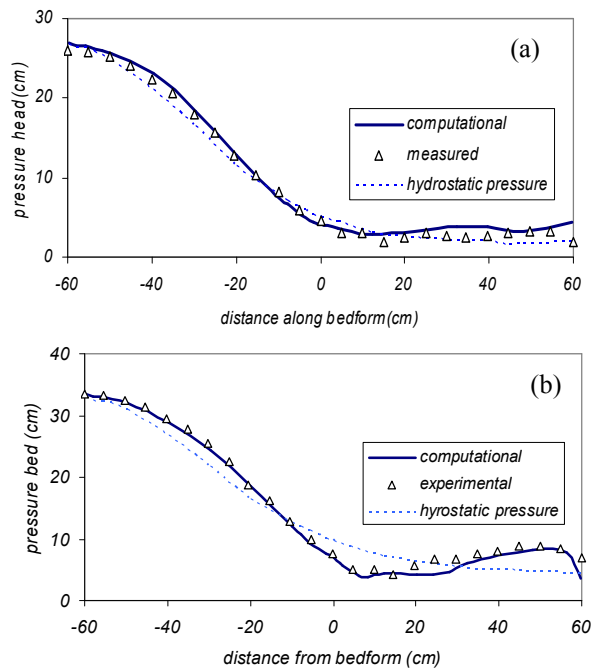 (a)
pressure head(cm)
30
20
10
0
computational
measured
hydrostatic pressure
-60 -40 -20 0 20 40 60
distance along bedform(cm)
(b)
pressure bed (cm)
40
30
20
10
0
computational
experimental
hyrostatic pressure
-60 -40 -20 0 20 40 60
distance from bedform (cm)